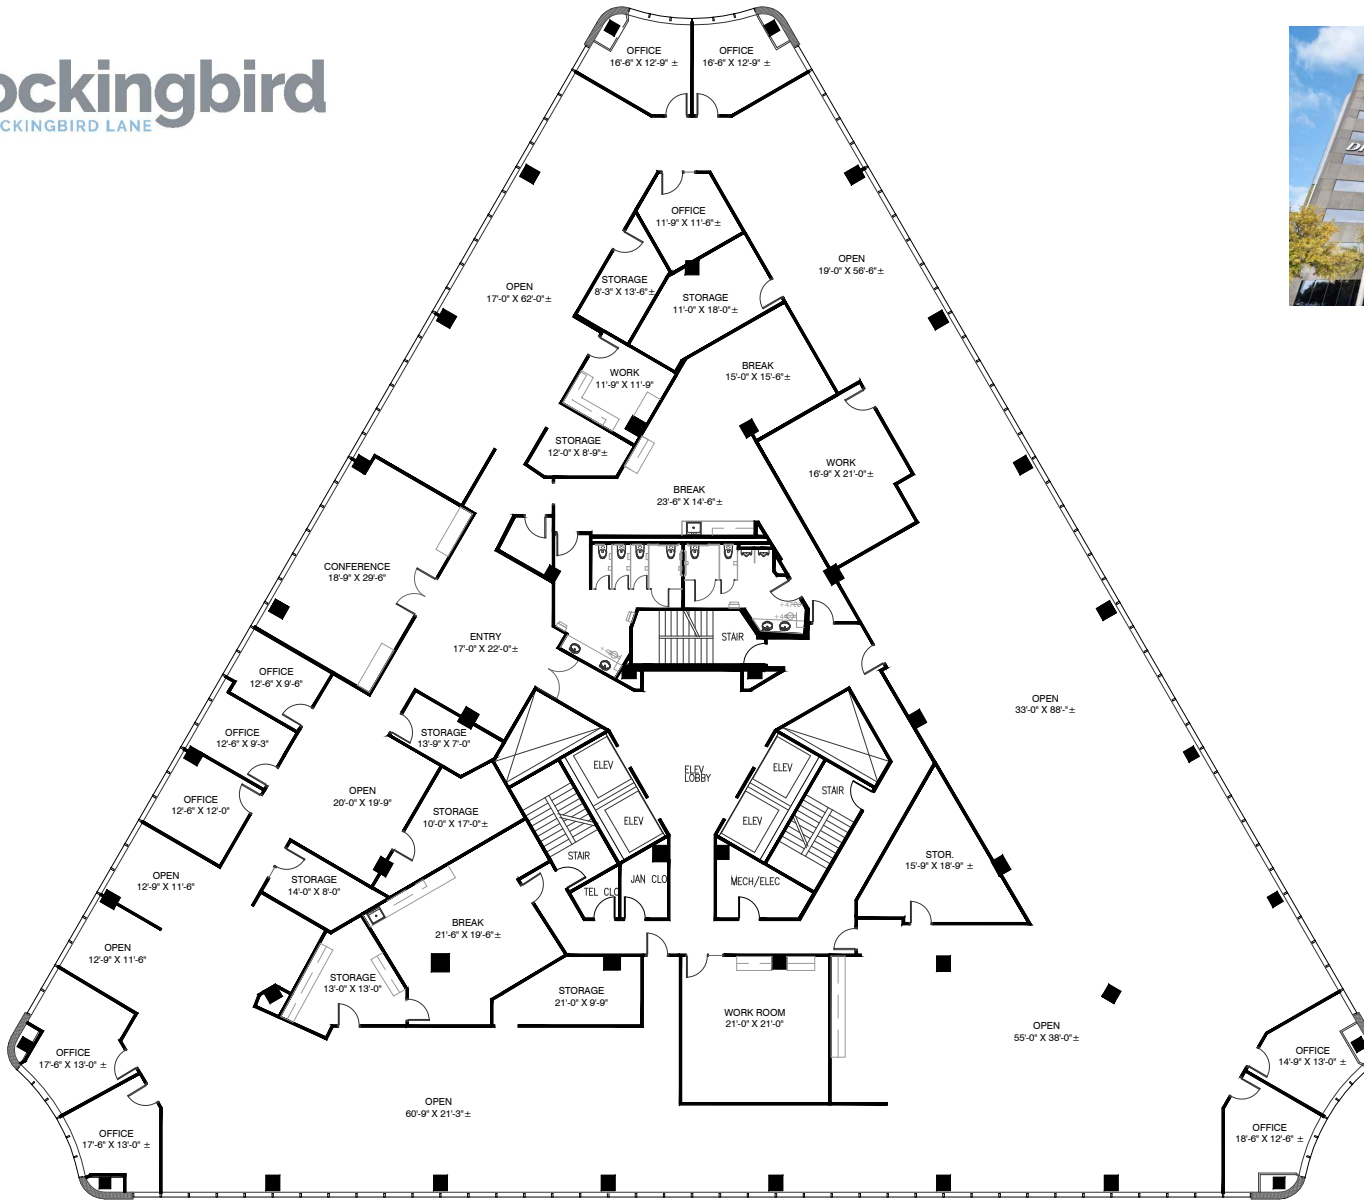 ockingbird
CKINGBIRD LANE
OFFICE
16'-6" X 12'-9" ±
OFFICE
16'-6" X 12'-9" ±
OFFICE
11'-9" X 11'-6"±
OPEN
19'-0" X 56'-6"±
STORAGE
8'-3" X 13'-6"±
OPEN
17'-0" X 62'-0"±
STORAGE
11'-0" X 18'-0"±
BREAK
15'-0" X 15'-6"±
WORK
11'-9" X 11'-9"
STORAGE
12'-0" X 8'-9"±
WORK
16'-9" X 21'-0"±
BREAK
23'-6" X 14'-6"±
CONFERENCE
18'-9" X 29'-6"
ENTRY
17'-0" X 22'-0"±
STAIR
OFFICE
12'-6" X 9'-6"
OPEN
33'-0" X 88'-"±
OFFICE
12'-6" X 9'-3"
STORAGE
13'-9" X 7'-0"
ELEV
ELEV
LOBBY
ELEV
OPEN
20'-0" X 19'-9"
STAIR
OFFICE
12'-6" X 12'-0"
STORAGE
10'-0" X 17'-0"±
ELEV
ELEV
STAIR
STOR.
15'-9" X 18'-9" ±
OPEN
12'-9" X 11'-6"
STORAGE
14'-0" X 8'-0"
TEL CLO
JAN CLO
MECH/ELEC
BREAK
21'-6" X 19'-6"±
OPEN
12'-9" X 11'-6"
STORAGE
13'-0" X 13'-0"
STORAGE
21'-0" X 9'-9"
WORK ROOM
21'-0" X 21'-0"
OPEN
55'-0" X 38'-0"±
OFFICE
17'-6" X 13'-0" ±
OFFICE
14'-9" X 13'-0" ±
OPEN
60'-9" X 21'-3"±
OFFICE
17'-6" X 13'-0" ±
OFFICE
18'-6" X 12'-6" ±